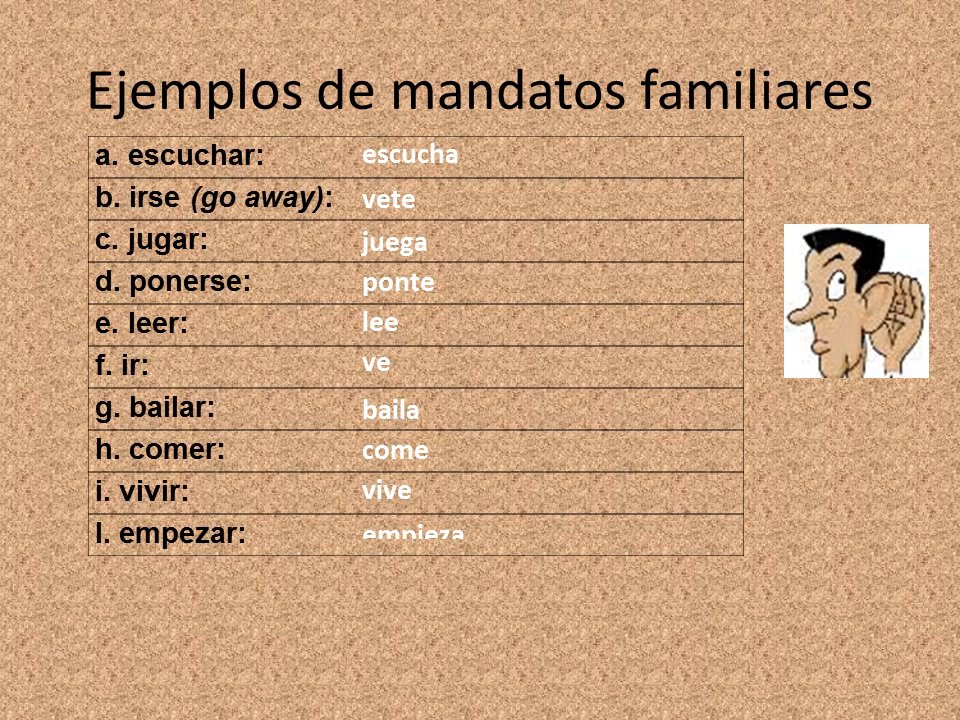 Ejemplos de mandatos familiares
a. escuchar: escucha
b. irse (go away): vete
c. jugar: juega
d. ponerse: ponte
e. leer: lee
f. ir: ve
g. bailar: baila
h. comer: come
i. vivir: vive
l. empezar: empieza